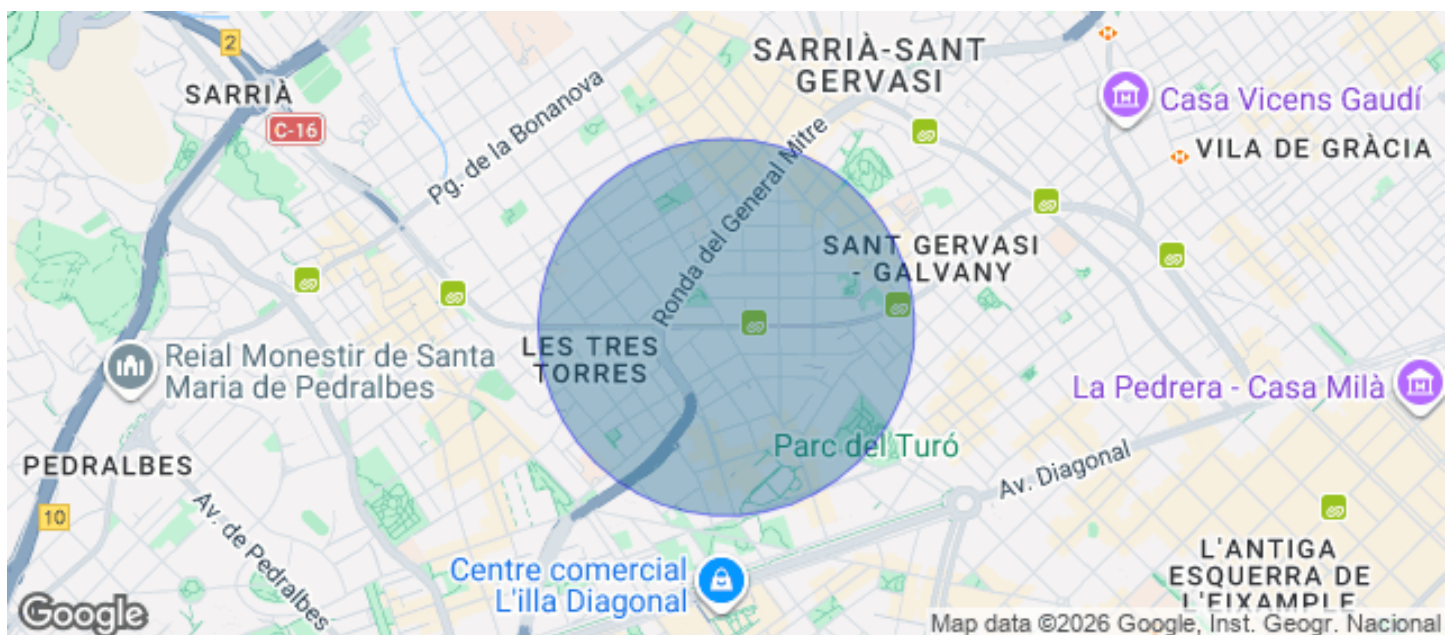 2
SARRIÀ
C-16
Pg. de la Bonanova
SARRIÀ-SANT
GERVASI
Casa Vicens Gaudí
VILA DE GRÀCIA
Ronda del General Mitre
SANT GERVASI
- GALVANY
LES TRES
TORRES
Reial Monestir de Santa
Maria de Pedralbes
La Pedrera - Casa Milà
PEDRALBES
Parc del Turó
Av. Diagonal
10
Av. de Pedralbes
Centre comercial
L'illa Diagonal
L'ANTIGA
ESQUERRA DE
L'EIXAMPLE
Google
Map data ©2026 Google, Inst. Geogr. Nacional